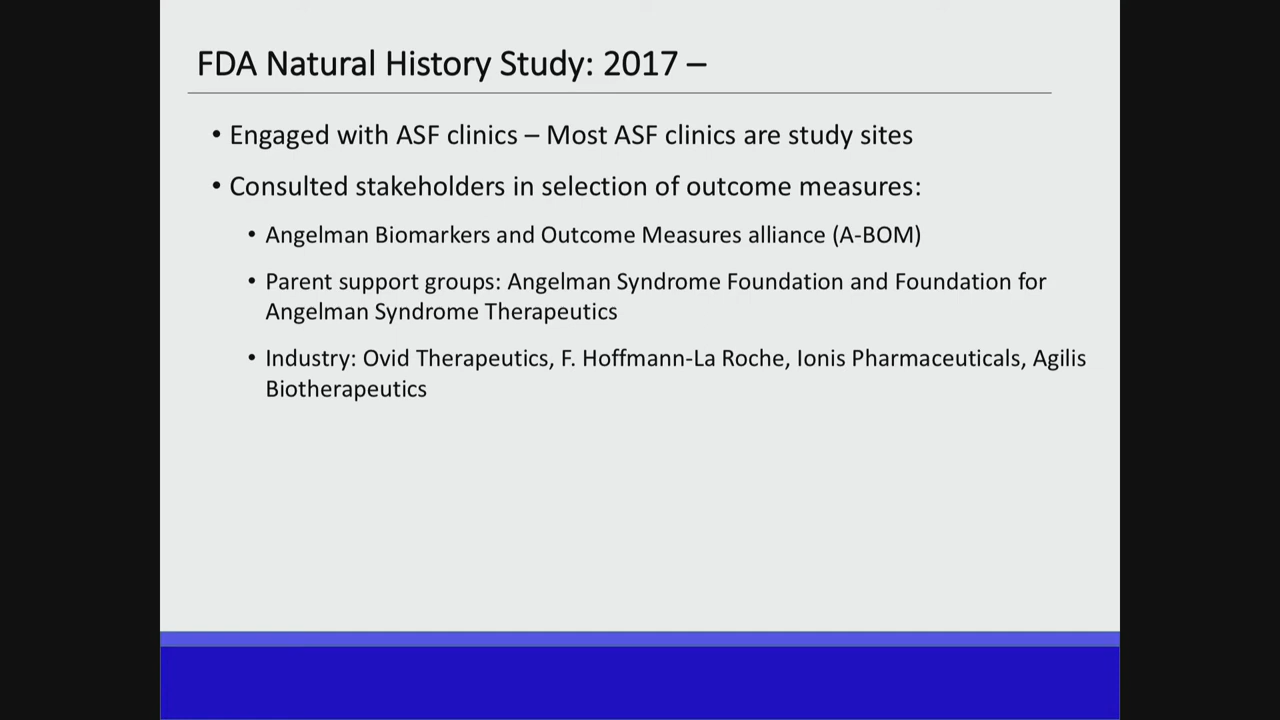 FDA Natural History Study: 2017 –
• Engaged with ASF clinics – Most ASF clinics are study sites
• Consulted stakeholders in selection of outcome measures:
• Angelman Biomarkers and Outcome Measures alliance (A-BOM)
• Parent support groups: Angelman Syndrome Foundation and Foundation for
Angelman Syndrome Therapeutics
• Industry: Ovid Therapeutics, F. Hoffmann-La Roche, Ionis Pharmaceuticals, Agilis
Biotherapeutics